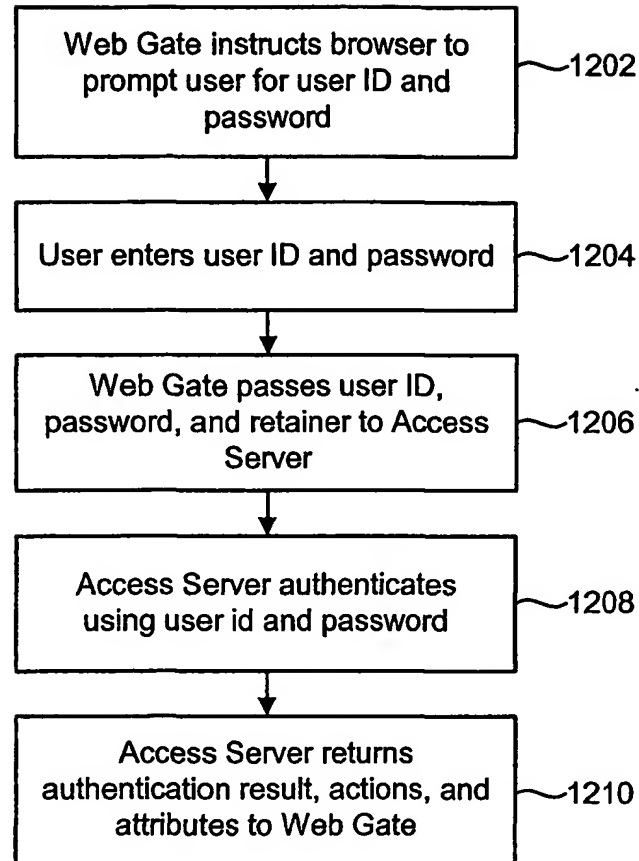 Web Gate instructs browser to
prompt user for user ID and
password
1202
User enters user ID and password
1204
Web Gate passes user ID,
password, and retainer to Access
Server
1206
Access Server authenticates
using user id and password
1208
Access Server returns
authentication result, actions, and
attributes to Web Gate
1210